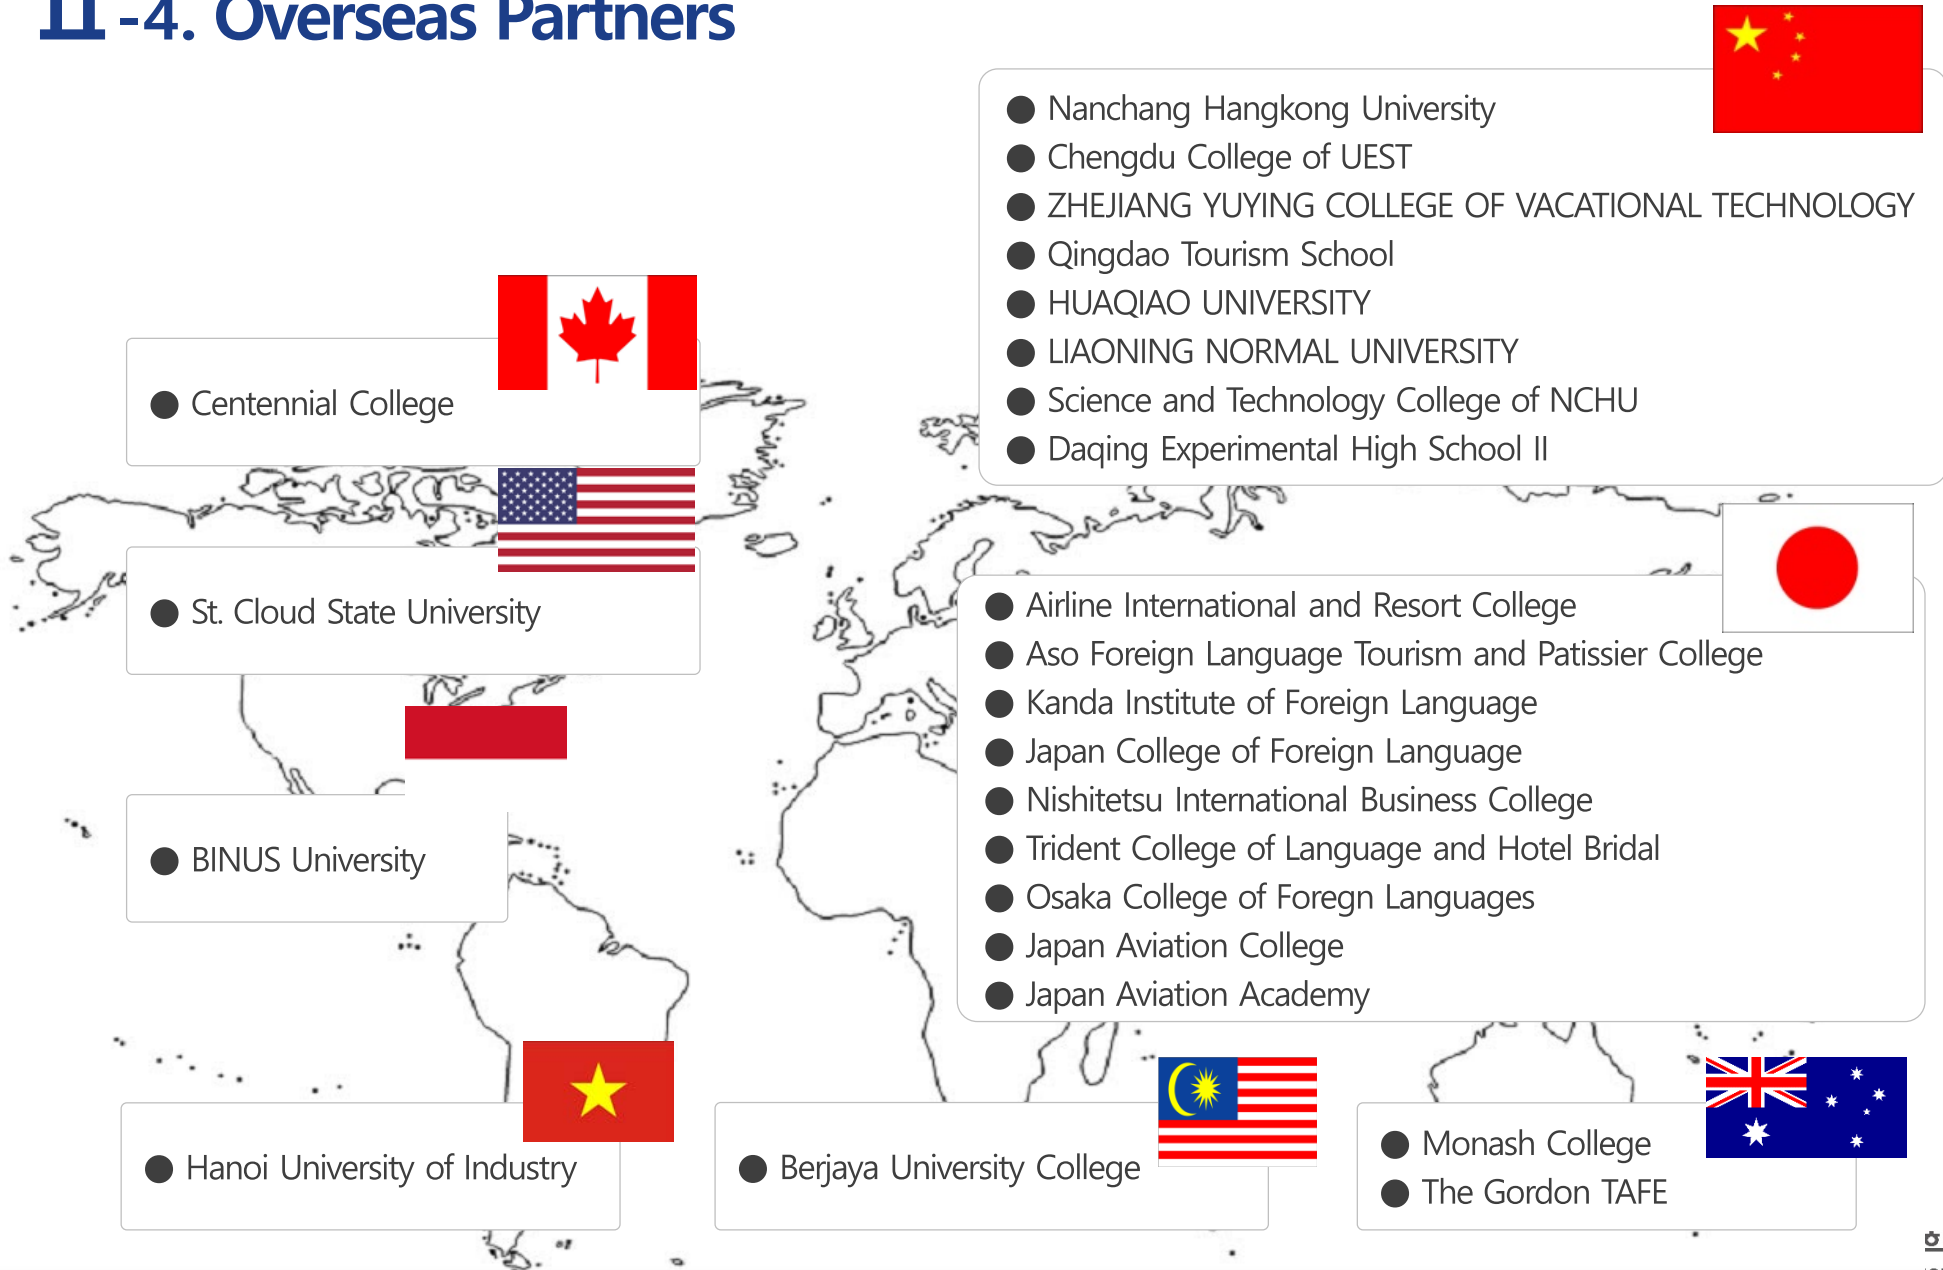 Ⅱ-4. Overseas Partners
● Nanchang Hangkong University
● Chengdu College of UEST
● ZHEJIANG YUYING COLLEGE OF VACATIONAL TECHNOLOGY
● Qingdao Tourism School
● HUAQIAO UNIVERSITY
● LIAONING NORMAL UNIVERSITY
● Science and Technology College of NCHU
● Daqing Experimental High School II
● Centennial College
● St. Cloud State University
● BINUS University
● Airline International and Resort College
● Aso Foreign Language Tourism and Patissier College
● Kanda Institute of Foreign Language
● Japan College of Foreign Language
● Nishitetsu International Business College
● Trident College of Language and Hotel Bridal
● Osaka College of Foregn Languages
● Japan Aviation College
● Japan Aviation Academy
● Hanoi University of Industry
● Berjaya University College
● Monash College
● The Gordon TAFE